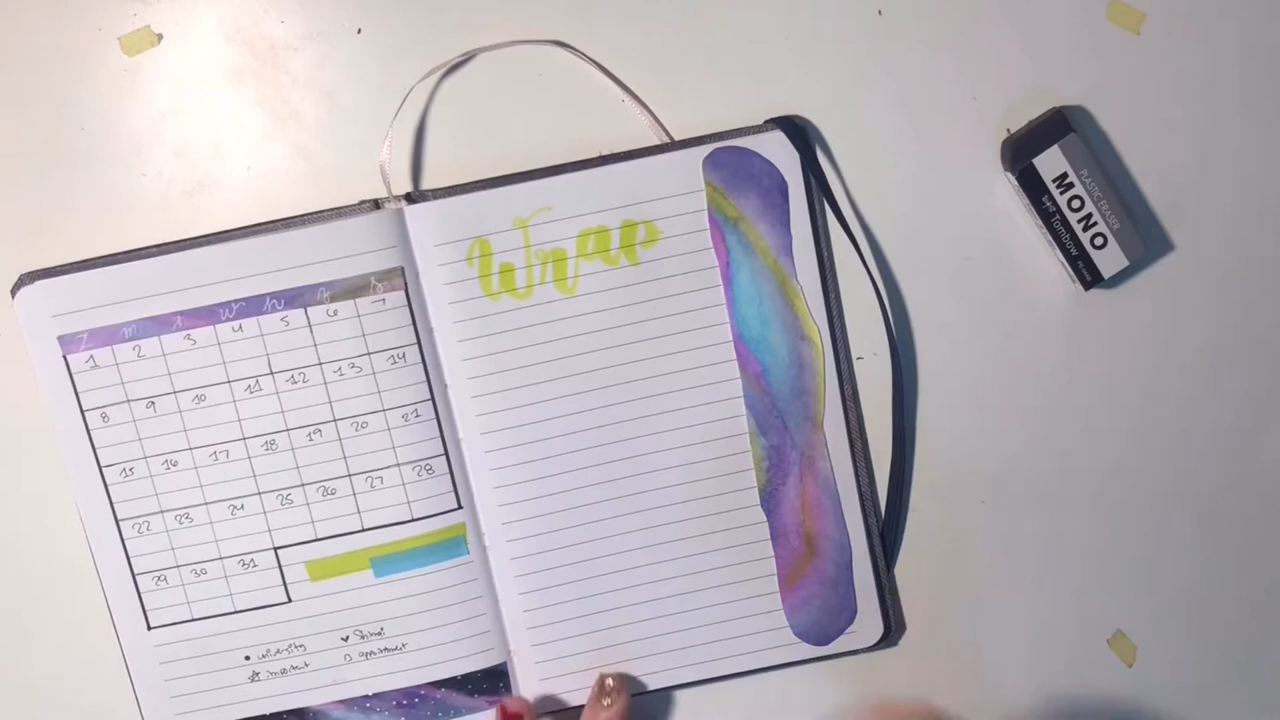 z m t w h f s
1 2 3 4 5 6 7
8 9 10 11 12 13 14
15 16 17 18 19 20 21
22 23 24 25 26 27 28
29 30 31
university
important appointment
Wrap
PLASTIC ERASER
MONO
Tombow